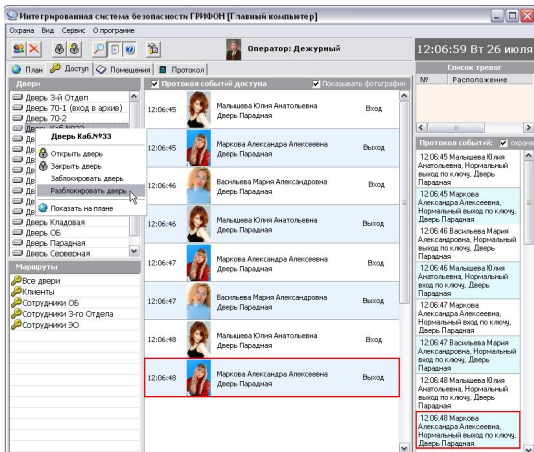 Интегрированная система безопасности ГРИФОН [Главный компьютер]
Охрана Вид Сервис О программе
Оператор: Дежурный
12:06:59 Вт 26 июля
План Доступ Помещения Протокол
Двери
Дверь 3-й Отдел
Дверь 70-1 (вход в архив)
Дверь 70-2
Дверь Каб.№33
Открыть дверь
Закрыть дверь
Заблокировать дверь
Разблокировать дверь
Показать на плане
Дверь Кладовая
Дверь ОБ
Дверь Парадная
Дверь Серверная
Маршруты
Все двери
Клиенты
Сотрудники ОБ
Сотрудники 3-го Отдела
Сотрудники ЭО
Протокол событий доступа Показывать фотографии
12:06:45 Малышева Юлия Анатольевна Вход
Дверь Парадная
12:06:45 Маркова Александра Алексеевна Выход
Дверь Парадная
12:06:46 Васильева Мария Александровна Вход
Дверь Парадная
12:06:46 Малышева Юлия Анатольевна Выход
Дверь Парадная
12:06:47 Маркова Александра Алексеевна Вход
Дверь Парадная
12:06:47 Васильева Мария Александровна Выход
Дверь Парадная
12:06:48 Малышева Юлия Анатольевна Вход
Дверь Парадная
12:06:48 Маркова Александра Алексеевна Выход
Дверь Парадная
Список тревог
№ Расположение
Протокол событий: охрана
12:06:45 Малышева Юлия
Анатольевна, Нормальный
вход по ключу, Дверь
Парадная
12:06:45 Маркова
Александра Алексеевна,
Нормальный выход по ключу,
Дверь Парадная
12:06:46 Васильева Мария
Александровна, Нормальный
вход по ключу, Дверь
Парадная
12:06:46 Малышева Юлия
Анатольевна, Нормальный
выход по ключу, Дверь
Парадная
12:06:47 Маркова
Александра Алексеевна,
Нормальный вход по ключу,
Дверь Парадная
12:06:47 Васильева Мария
Александровна, Нормальный
выход по ключу, Дверь
Парадная
12:06:48 Малышева Юлия
Анатольевна, Нормальный
вход по ключу, Дверь
Парадная
12:06:48 Маркова
Александра Алексеевна,
Нормальный выход по ключу,
Дверь Парадная